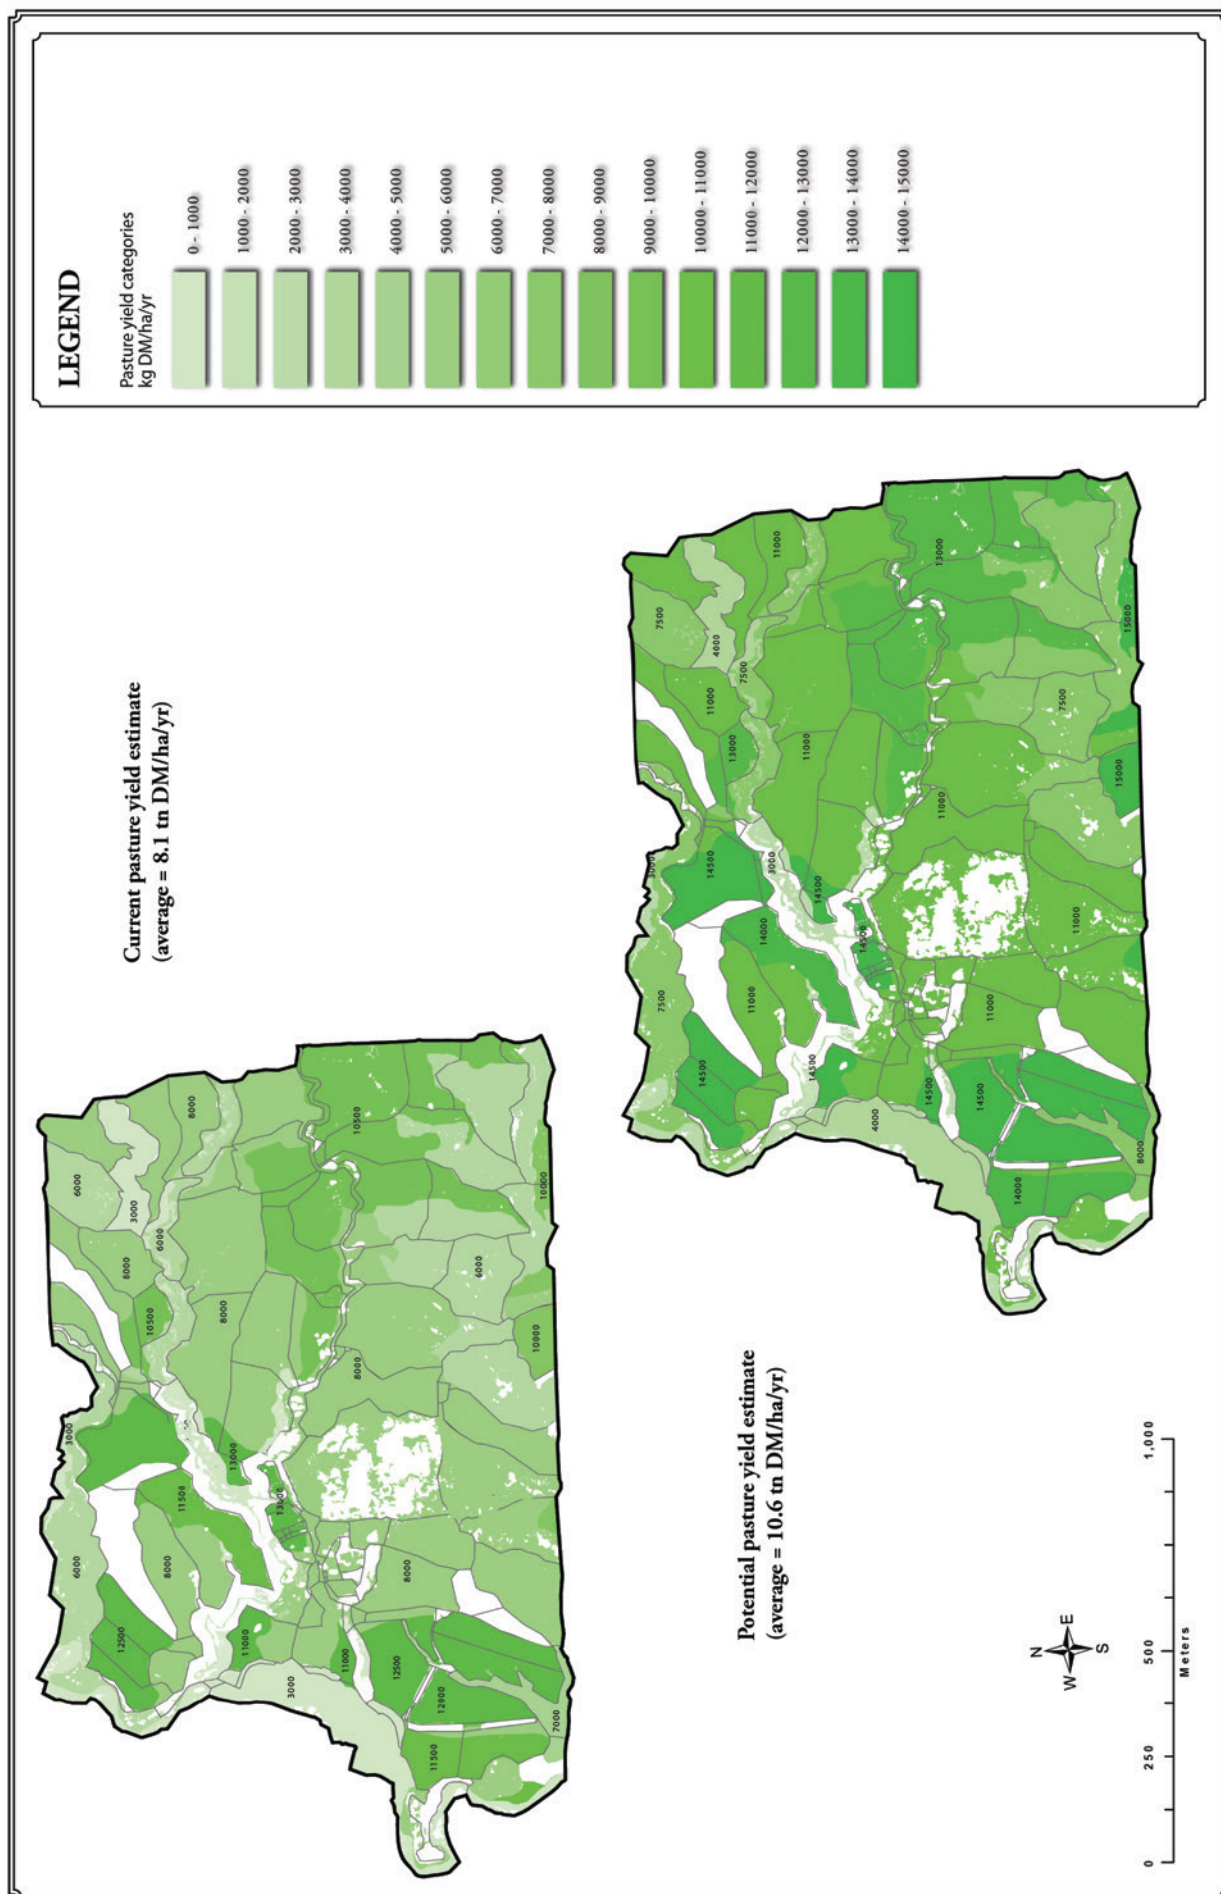 Current pasture yield estimate
(average = 8.1 tn DM/ha/yr)
3000
6000
6000
12500
8000
3000
10500
6000
8000
11500
8000
8000
13000
11000
13000
3000
11000
8000
10500
12500
8000
11500
12000
6000
10000
10000
7000
Potential pasture yield estimate
(average = 10.6 tn DM/ha/yr)
3000
7500
7500
14500
14500
11000
4000
13000
7500
11000
14000
3000
11000
11000
14500
14500
14500
4000
14500
11000
13000
14500
11000
14000
7500
11000
15000
15000
8000
N
W
E
S
0
250
500
1,000
Meters
LEGEND
Pasture yield categories
kg DM/ha/yr
0 - 1000
1000 - 2000
2000 - 3000
3000 - 4000
4000 - 5000
5000 - 6000
6000 - 7000
7000 - 8000
8000 - 9000
9000 - 10000
10000 - 11000
11000 - 12000
12000 - 13000
13000 - 14000
14000 - 15000